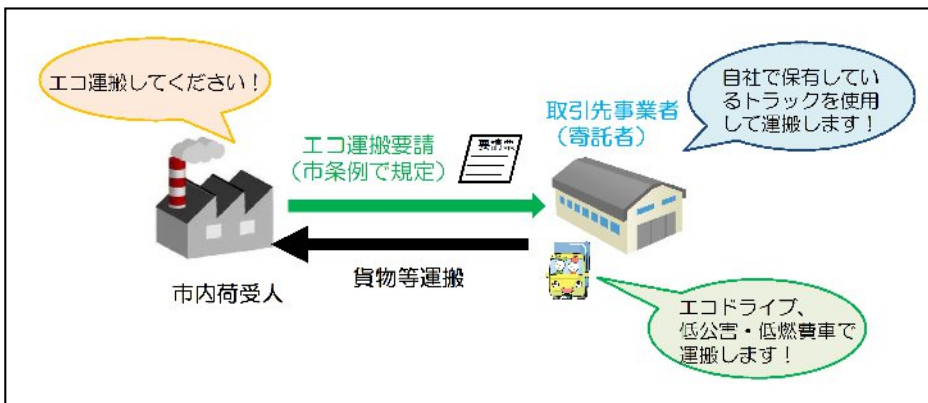 エコ運搬してください！
エコ運搬要請
（市条例で規定）
要請書
取引先事業者
（寄託者）
自社で保有してい
るトラックを使用
して運搬します！
市内荷受人
貨物等運搬
エコドライブ、
低公害・低燃費車で
運搬します！